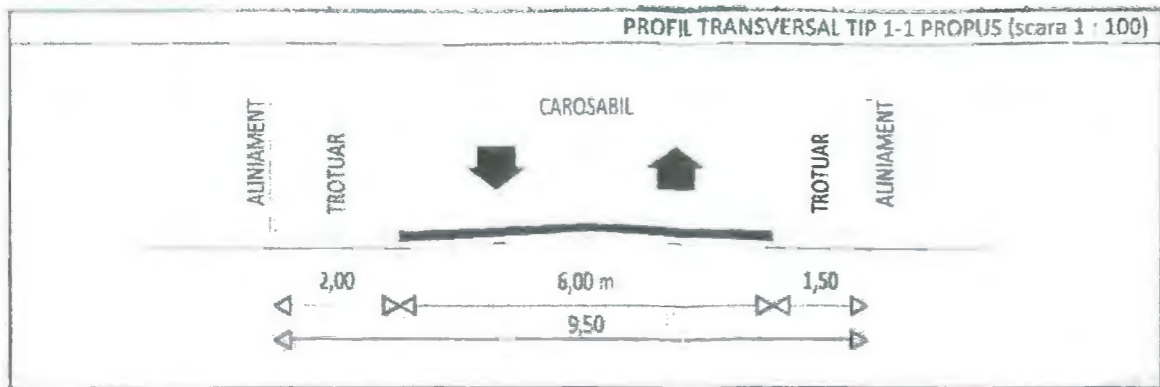 PROFIL TRANSVERSAL TIP 1-1 PROPUS (scara 1 : 100)
CAROSABIL
ALINIAMENT
TROTUAR
TROTUAR
ALINIAMENT
2,00
6,00 m
1,50
9,50